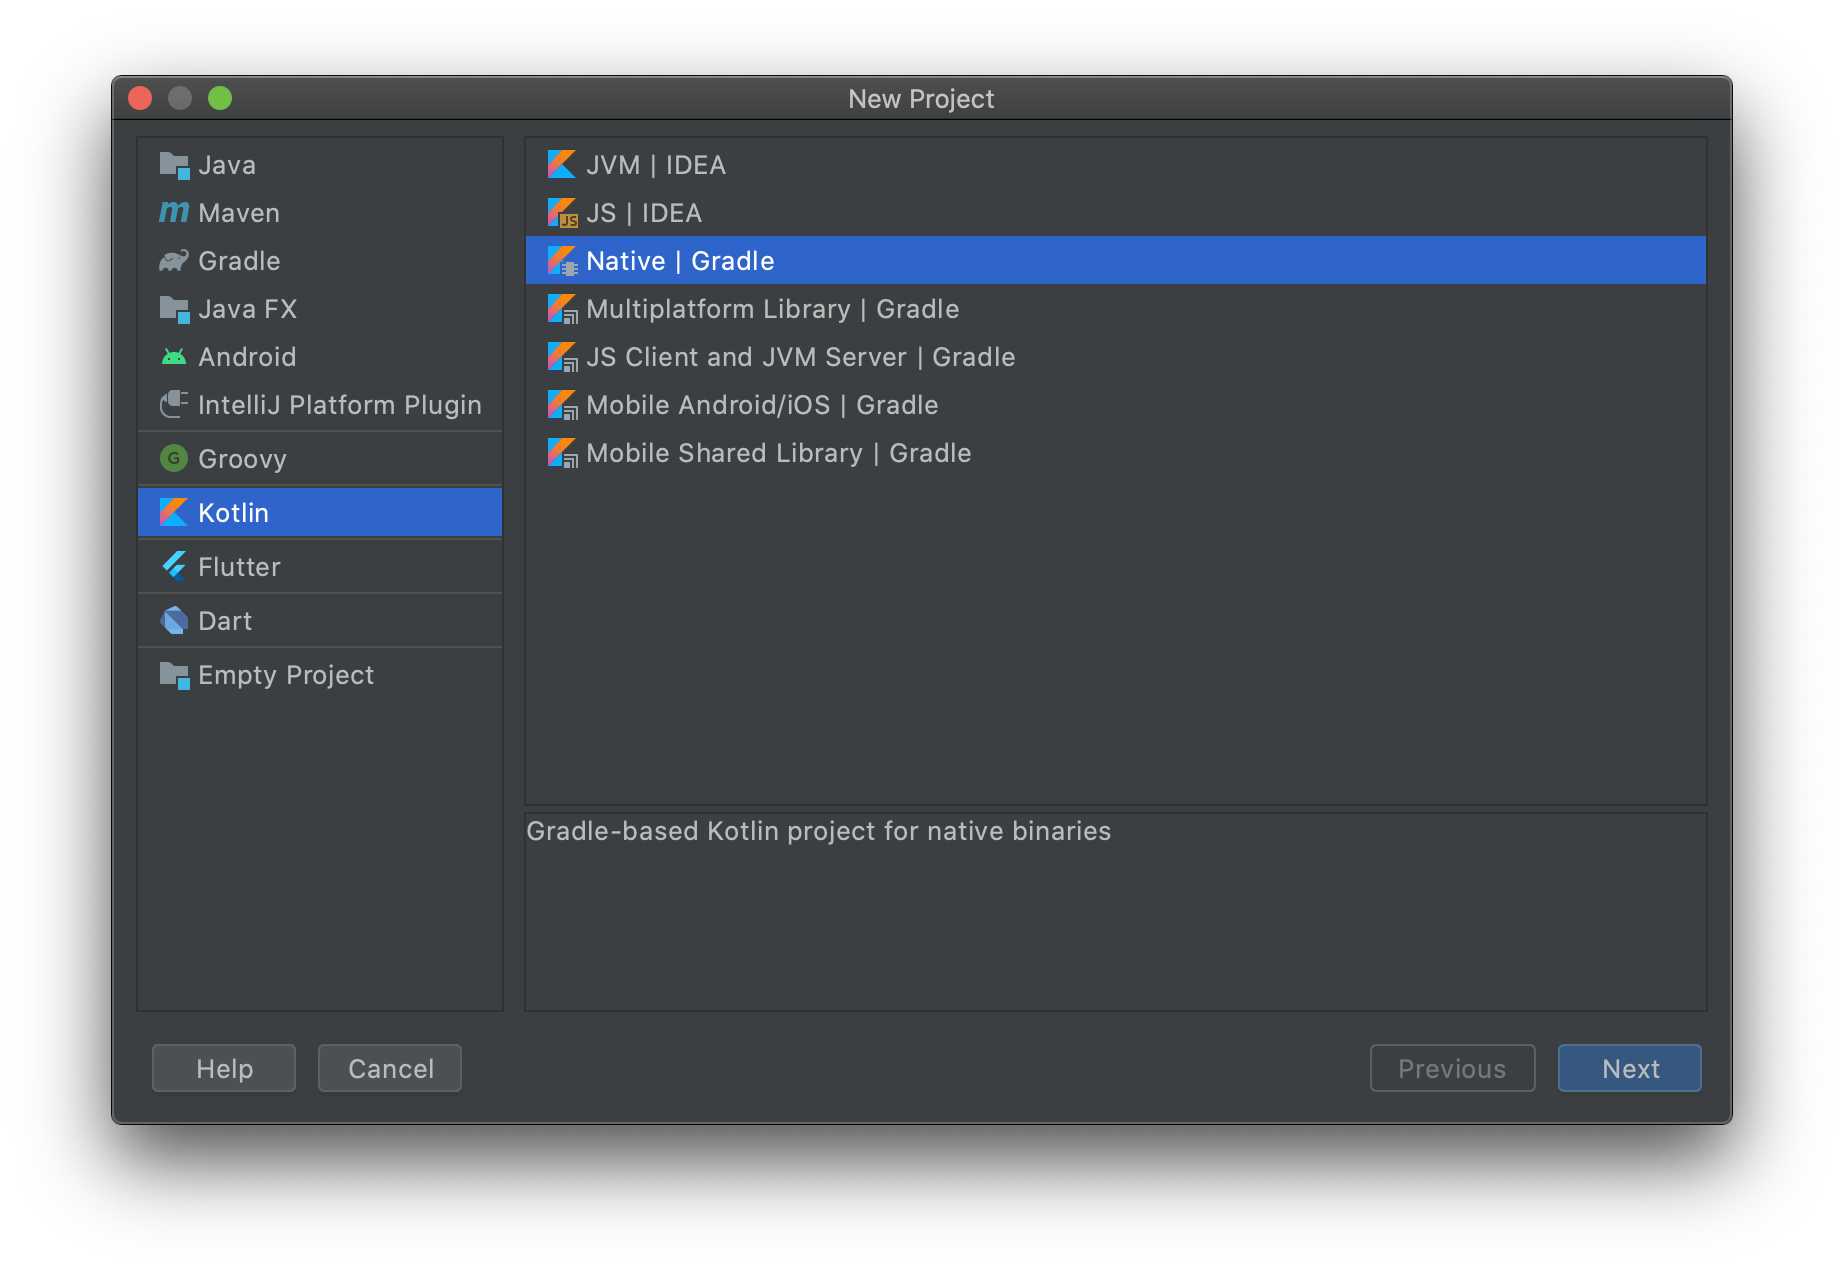 New Project
Java
Maven
Gradle
Java FX
Android
IntelliJ Platform Plugin
G
Groovy
Kotlin
Flutter
Dart
Empty Project
JVM | IDEA
JS
JS | IDEA
Native | Gradle
Multiplatform Library | Gradle
JS Client and JVM Server | Gradle
Mobile Android/iOS | Gradle
Mobile Shared Library | Gradle
Gradle-based Kotlin project for native binaries
Help
Cancel
Previous
Next